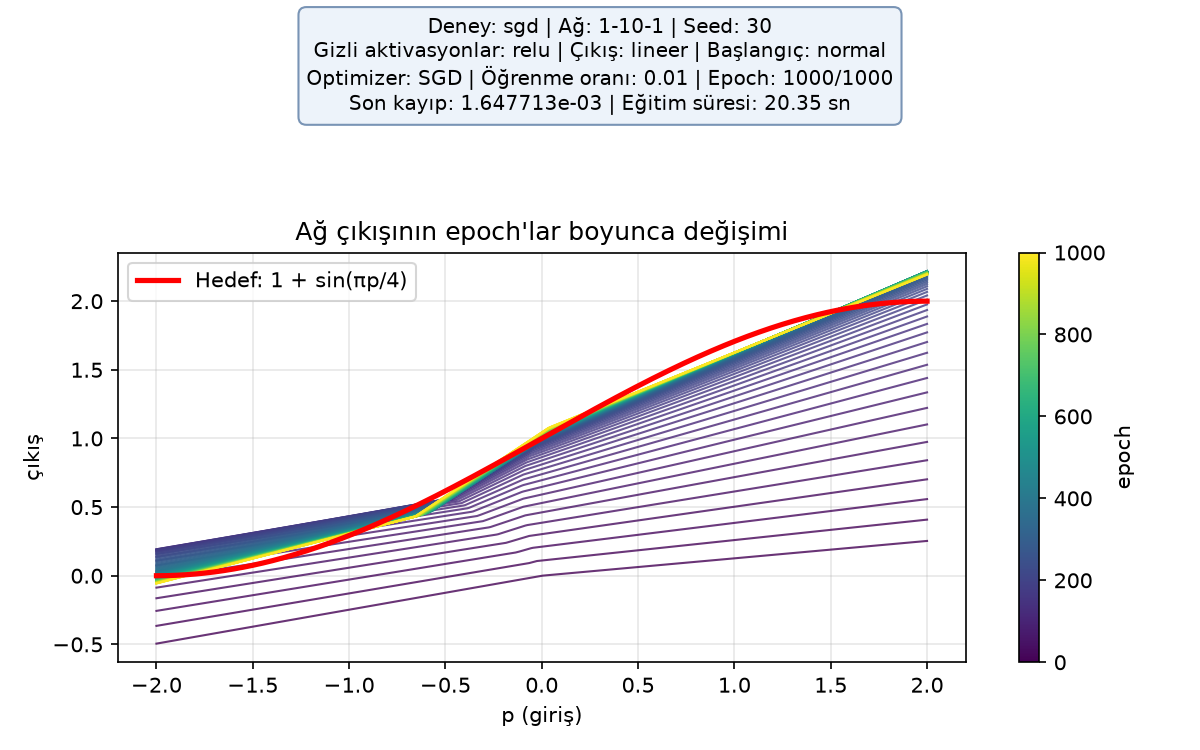 Deney: sgd | Ağ: 1-10-1 | Seed: 30
Gizli aktivasyonlar: relu | Çıkış: lineer | Başlangıç: normal
Optimizer: SGD | Öğrenme oranı: 0.01 | Epoch: 1000/1000
Son kayıp: 1.647713e-03 | Eğitim süresi: 20.35 sn
Ağ çıkışının epoch'lar boyunca değişimi
Hedef: 1 + sin(πp/4)
çıkış
2.0
1.5
1.0
0.5
0.0
−0.5
−2.0 −1.5 −1.0 −0.5 0.0 0.5 1.0 1.5 2.0
p (giriş)
1000
800
600
400
200
0
epoch